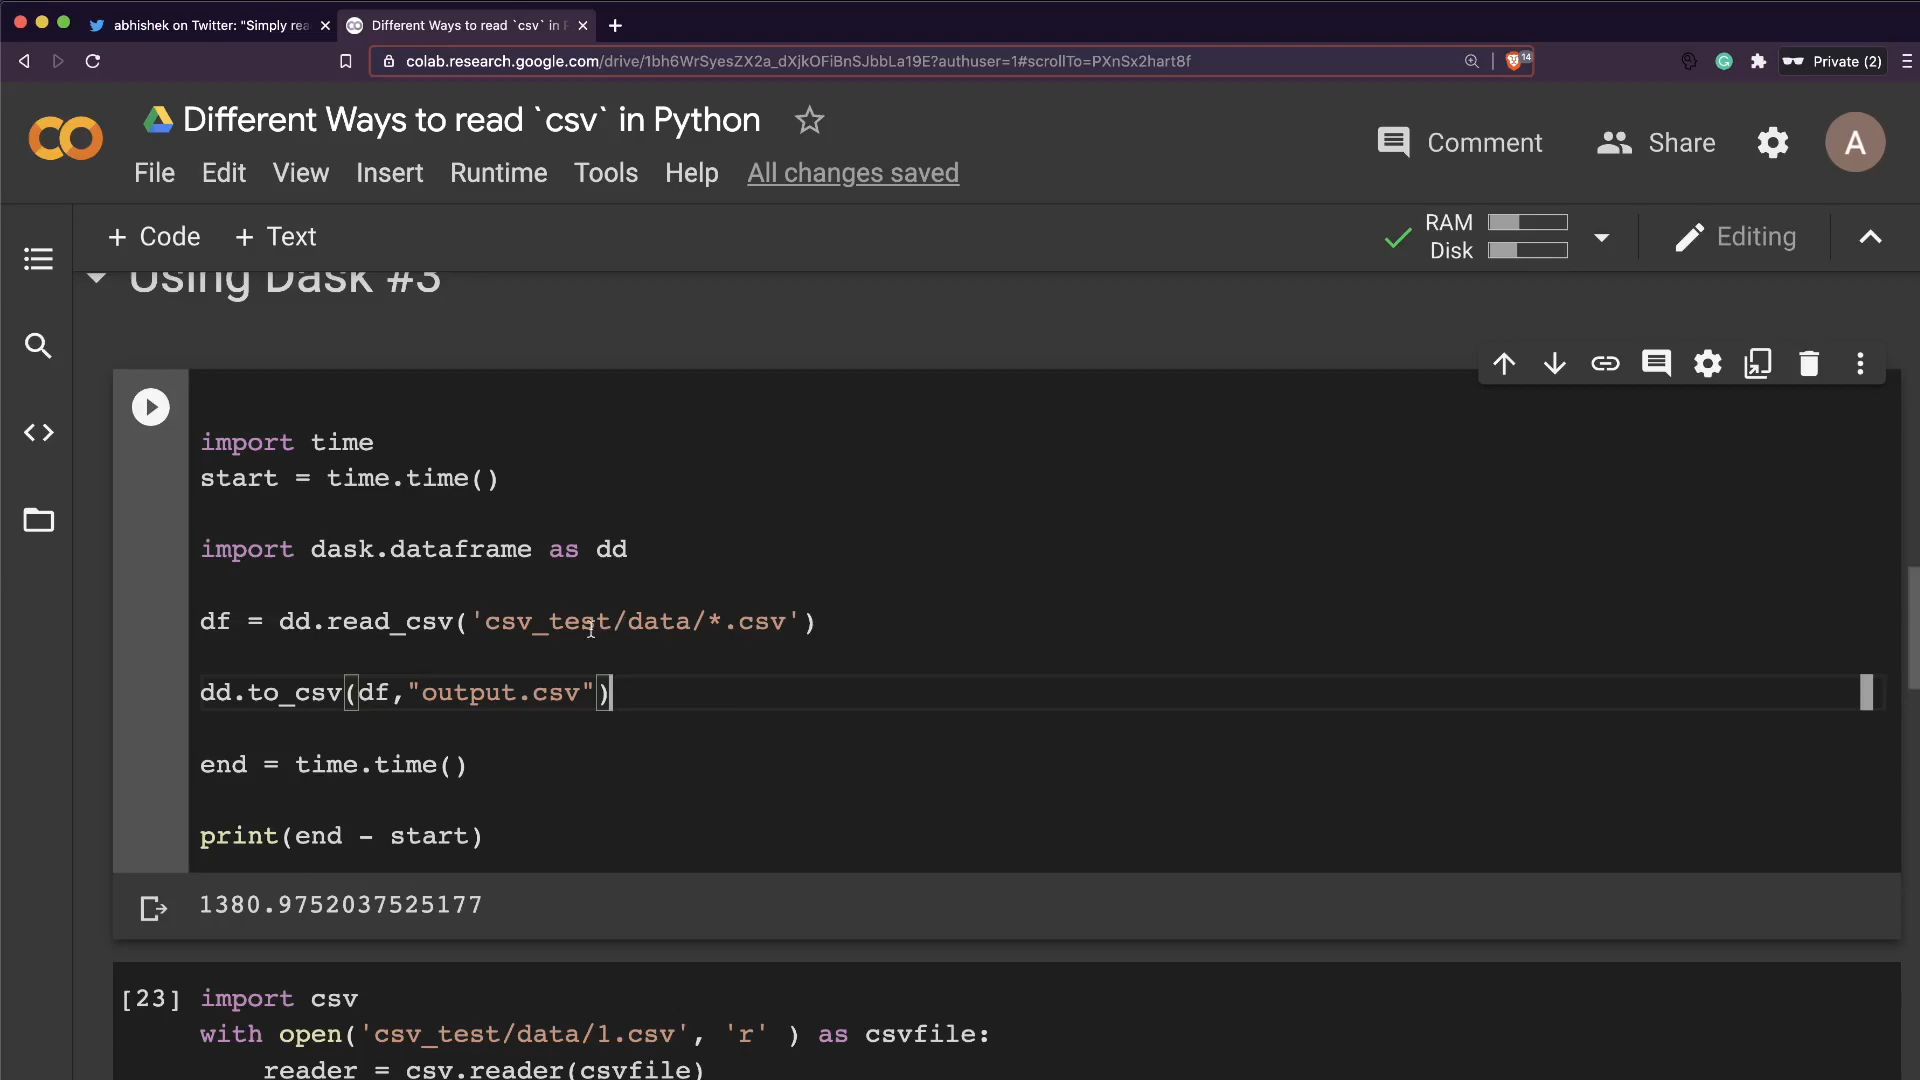 abhishek on Twitter: "Simply rea
Different Ways to read `csv` in P
colab.research.google.com/drive/1bh6WrSyesZX2a_dXjkOFiBnSJbbLa19E?authuser=1#scrollTo=PXnSx2hart8f
14
Private (2)
Different Ways to read `csv` in Python
Comment
Share
A
File Edit View Insert Runtime Tools Help All changes saved
+ Code + Text
RAM
Disk
Editing
Using Dask #3
import time
start = time.time()
import dask.dataframe as dd
df = dd.read_csv('csv_test/data/*.csv')
dd.to_csv(df,"output.csv")
end = time.time()
print(end - start)
1380.9752037525177
[23] import csv
with open('csv_test/data/1.csv', 'r' ) as csvfile:
reader = csv.reader(csvfile)